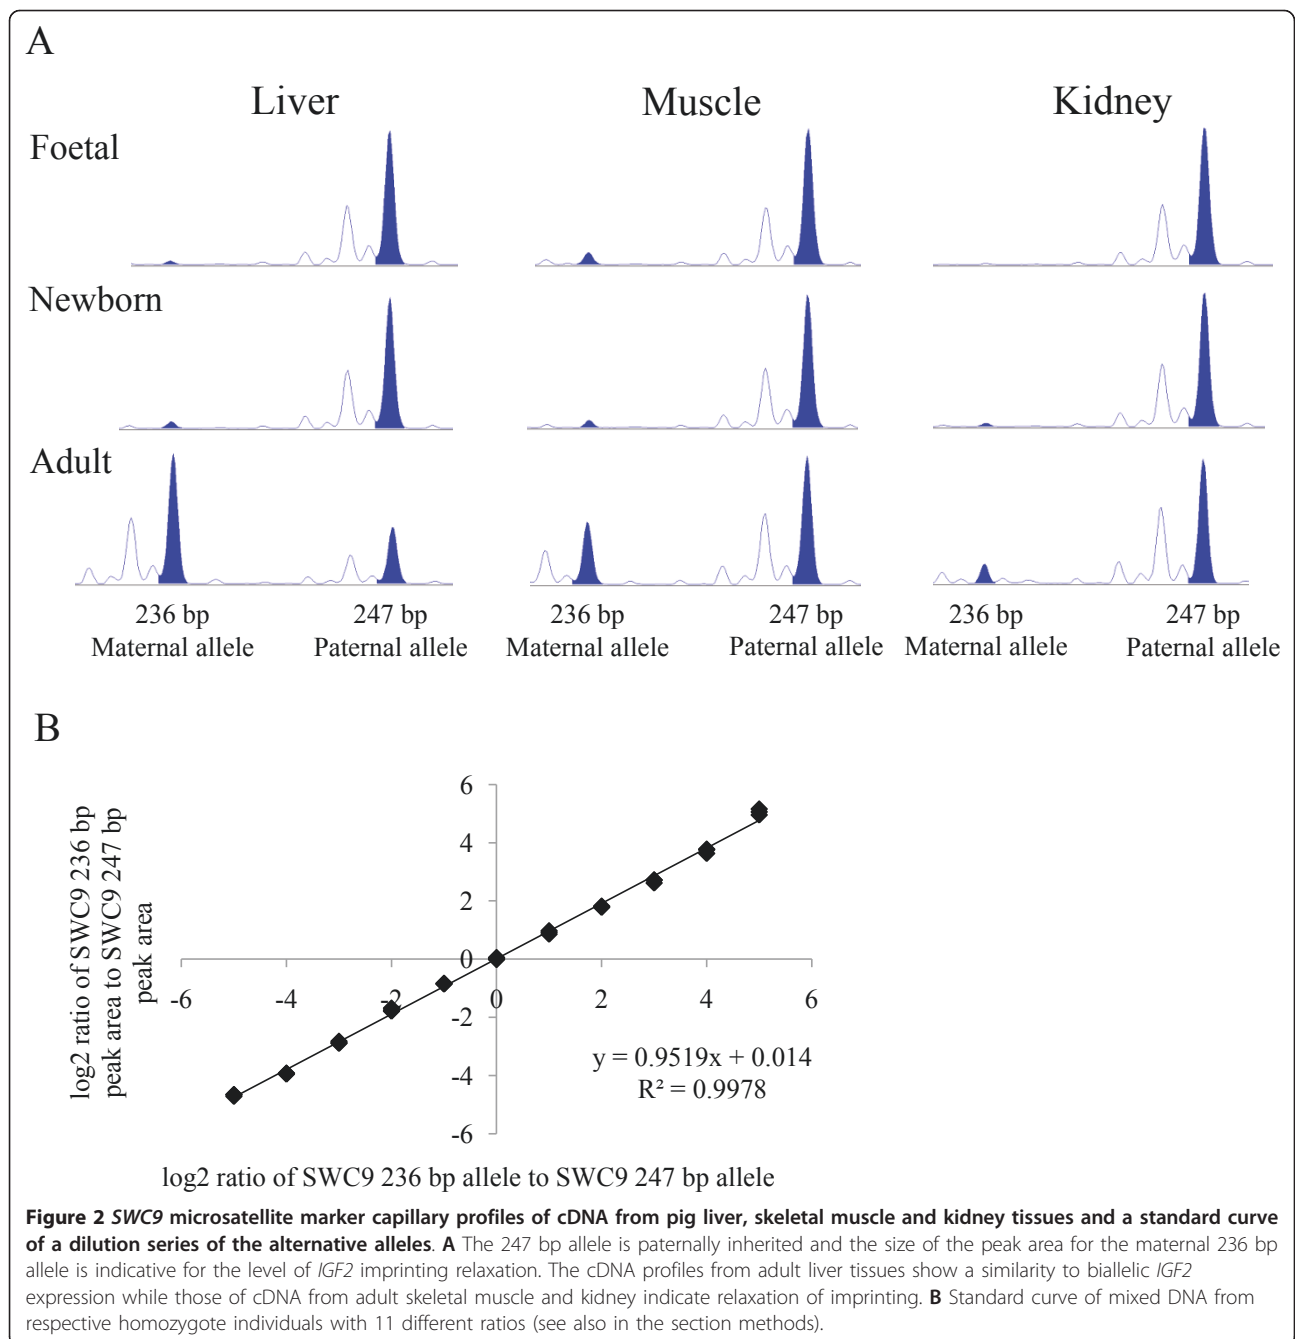 A
Liver Muscle Kidney
Foetal
Newborn
Adult
236 bp 247 bp 236 bp 247 bp 236 bp 247 bp
Maternal allele Paternal allele Maternal allele Paternal allele Maternal allele Paternal allele
B
log2 ratio of SWC9 236 bp
peak area to SWC9 247 bp
peak area
6
4
2
0
-6 -4 -2 0 2 4 6
-2
-4
-6
y = 0.9519x + 0.014
R² = 0.9978
log2 ratio of SWC9 236 bp allele to SWC9 247 bp allele
Figure 2 SWC9 microsatellite marker capillary profiles of cDNA from pig liver, skeletal muscle and kidney tissues and a standard curve
of a dilution series of the alternative alleles. A The 247 bp allele is paternally inherited and the size of the peak area for the maternal 236 bp
allele is indicative for the level of IGF2 imprinting relaxation. The cDNA profiles from adult liver tissues show a similarity to biallelic IGF2
expression while those of cDNA from adult skeletal muscle and kidney indicate relaxation of imprinting. B Standard curve of mixed DNA from
respective homozygote individuals with 11 different ratios (see also in the section methods).